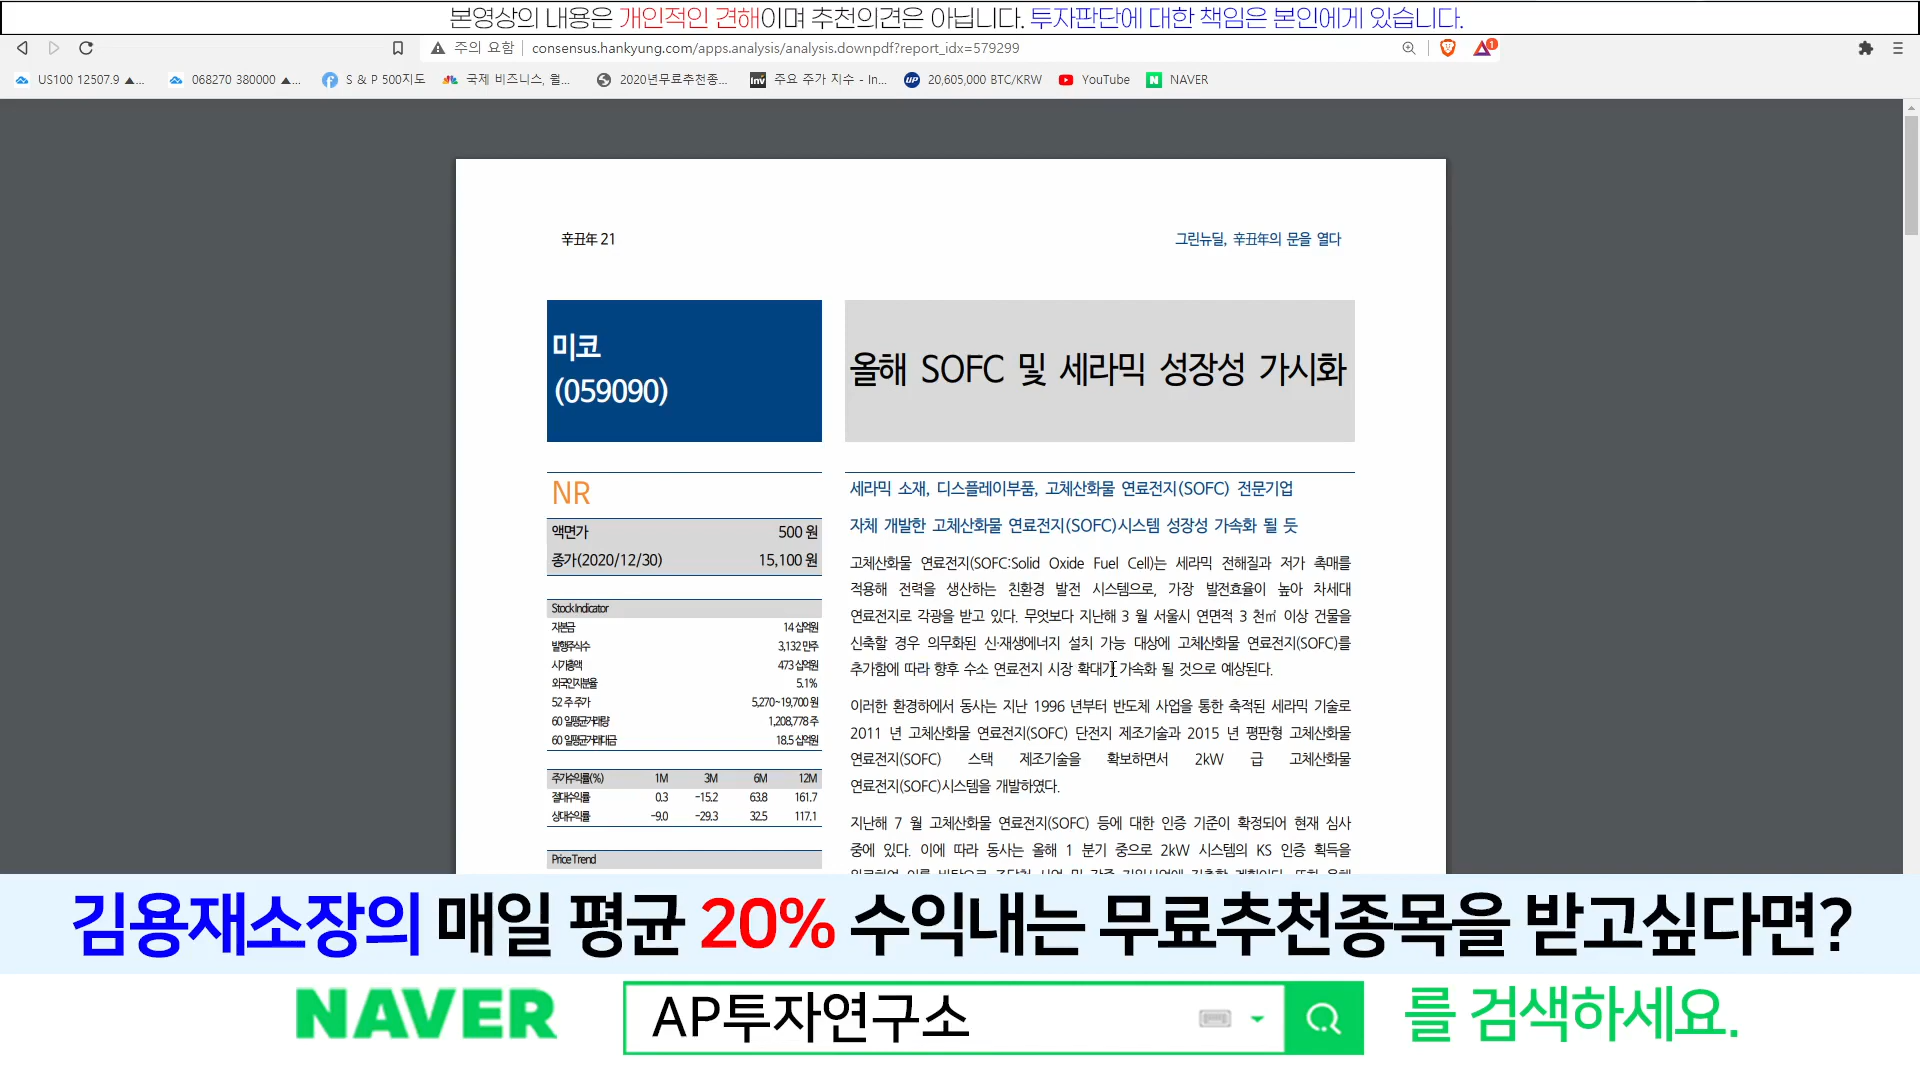 본영상의 내용은 개인적인 견해이며 추천의견은 아닙니다. 투자판단에 대한 책임은 본인에게 있습니다.
주의 요함 consensus.hankyung.com/apps.analysis/analysis.downpdf?report_idx=579299
US100 12507.9 ▲... 068270 380000 ▲... S & P 500지도 국제 비즈니스, 월... 2020년무료추천종... Inv 주요 주가 지수 - In... UP 20,605,000 BTC/KRW YouTube N NAVER
辛丑年 21 그린뉴딜, 辛丑年의 문을 열다
미코
(059090)
올해 SOFC 및 세라믹 성장성 가시화
NR
액면가 500 원
종가(2020/12/30) 15,100 원
Stock Indicator
자본금 14 십억원
발행주식수 3,132 만주
시가총액 473 십억원
외국인지분율 5.1%
52 주 주가 5,270~19,700 원
60 일평균거래량 1,208,778 주
60 일평균거래대금 18.5 십억원
주가수익률(%) 1M 3M 6M 12M
절대수익률 0.3 -15.2 63.8 161.7
상대수익률 -9.0 -29.3 32.5 117.1
Price Trend
세라믹 소재, 디스플레이부품, 고체산화물 연료전지(SOFC) 전문기업
자체 개발한 고체산화물 연료전지(SOFC)시스템 성장성 가속화 될 듯
고체산화물 연료전지(SOFC:Solid Oxide Fuel Cell)는 세라믹 전해질과 저가 촉매를
적용해 전력을 생산하는 친환경 발전 시스템으로, 가장 발전효율이 높아 차세대
연료전지로 각광을 받고 있다. 무엇보다 지난해 3 월 서울시 연면적 3 천㎡ 이상 건물을
신축할 경우 의무화된 신·재생에너지 설치 가능 대상에 고체산화물 연료전지(SOFC)를
추가함에 따라 향후 수소 연료전지 시장 확대가 가속화 될 것으로 예상된다.
이러한 환경하에서 동사는 지난 1996 년부터 반도체 사업을 통한 축적된 세라믹 기술로
2011 년 고체산화물 연료전지(SOFC) 단전지 제조기술과 2015 년 평판형 고체산화물
연료전지(SOFC) 스택 제조기술을 확보하면서 2kW 급 고체산화물
연료전지(SOFC)시스템을 개발하였다.
지난해 7 월 고체산화물 연료전지(SOFC) 등에 대한 인증 기준이 확정되어 현재 심사
중에 있다. 이에 따라 동사는 올해 1 분기 중으로 2kW 시스템의 KS 인증 획득을
김용재소장의 매일 평균 20% 수익내는 무료추천종목을 받고싶다면?
NAVER AP투자연구소 를 검색하세요.